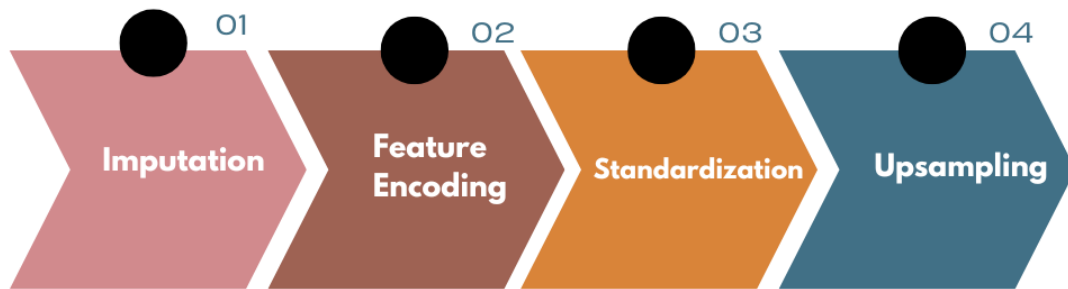 01
Imputation
02
Feature
Encoding
03
Standardization
04
Upsampling